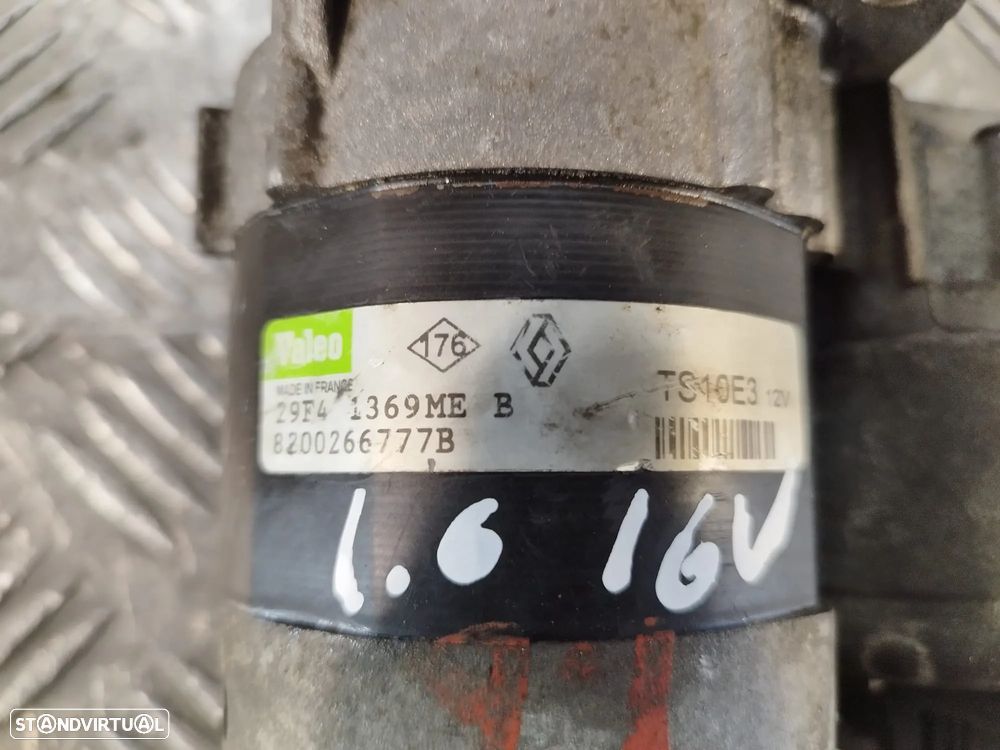 Valeo
176
MADE IN FRANCE
29F4 1369ME B
8200266777B
TS10E3 12V
1.6 16V
STANDVIRTUAL